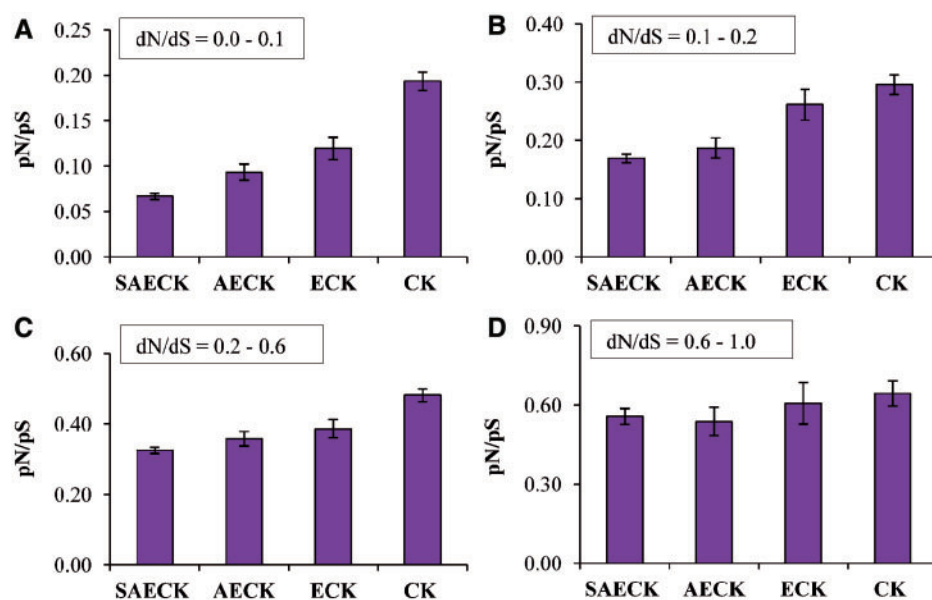 A
dN/dS = 0.0 - 0.1
pN/pS
0.20
0.15
0.10
0.05
0.00
SAECK AECK ECK CK
B
dN/dS = 0.1 - 0.2
pN/pS
0.40
0.30
0.20
0.10
0.00
SAECK AECK ECK CK
C
dN/dS = 0.2 - 0.6
pN/pS
0.60
0.40
0.20
0.00
SAECK AECK ECK CK
D
dN/dS = 0.6 - 1.0
pN/pS
0.90
0.60
0.30
0.00
SAECK AECK ECK CK